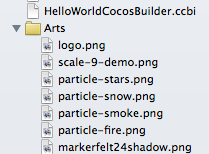 HelloWorldCocosBuilder.ccbi
Arts
logo.png
scale-9-demo.png
particle-stars.png
particle-snow.png
particle-smoke.png
particle-fire.png
markerfelt24shadow.png